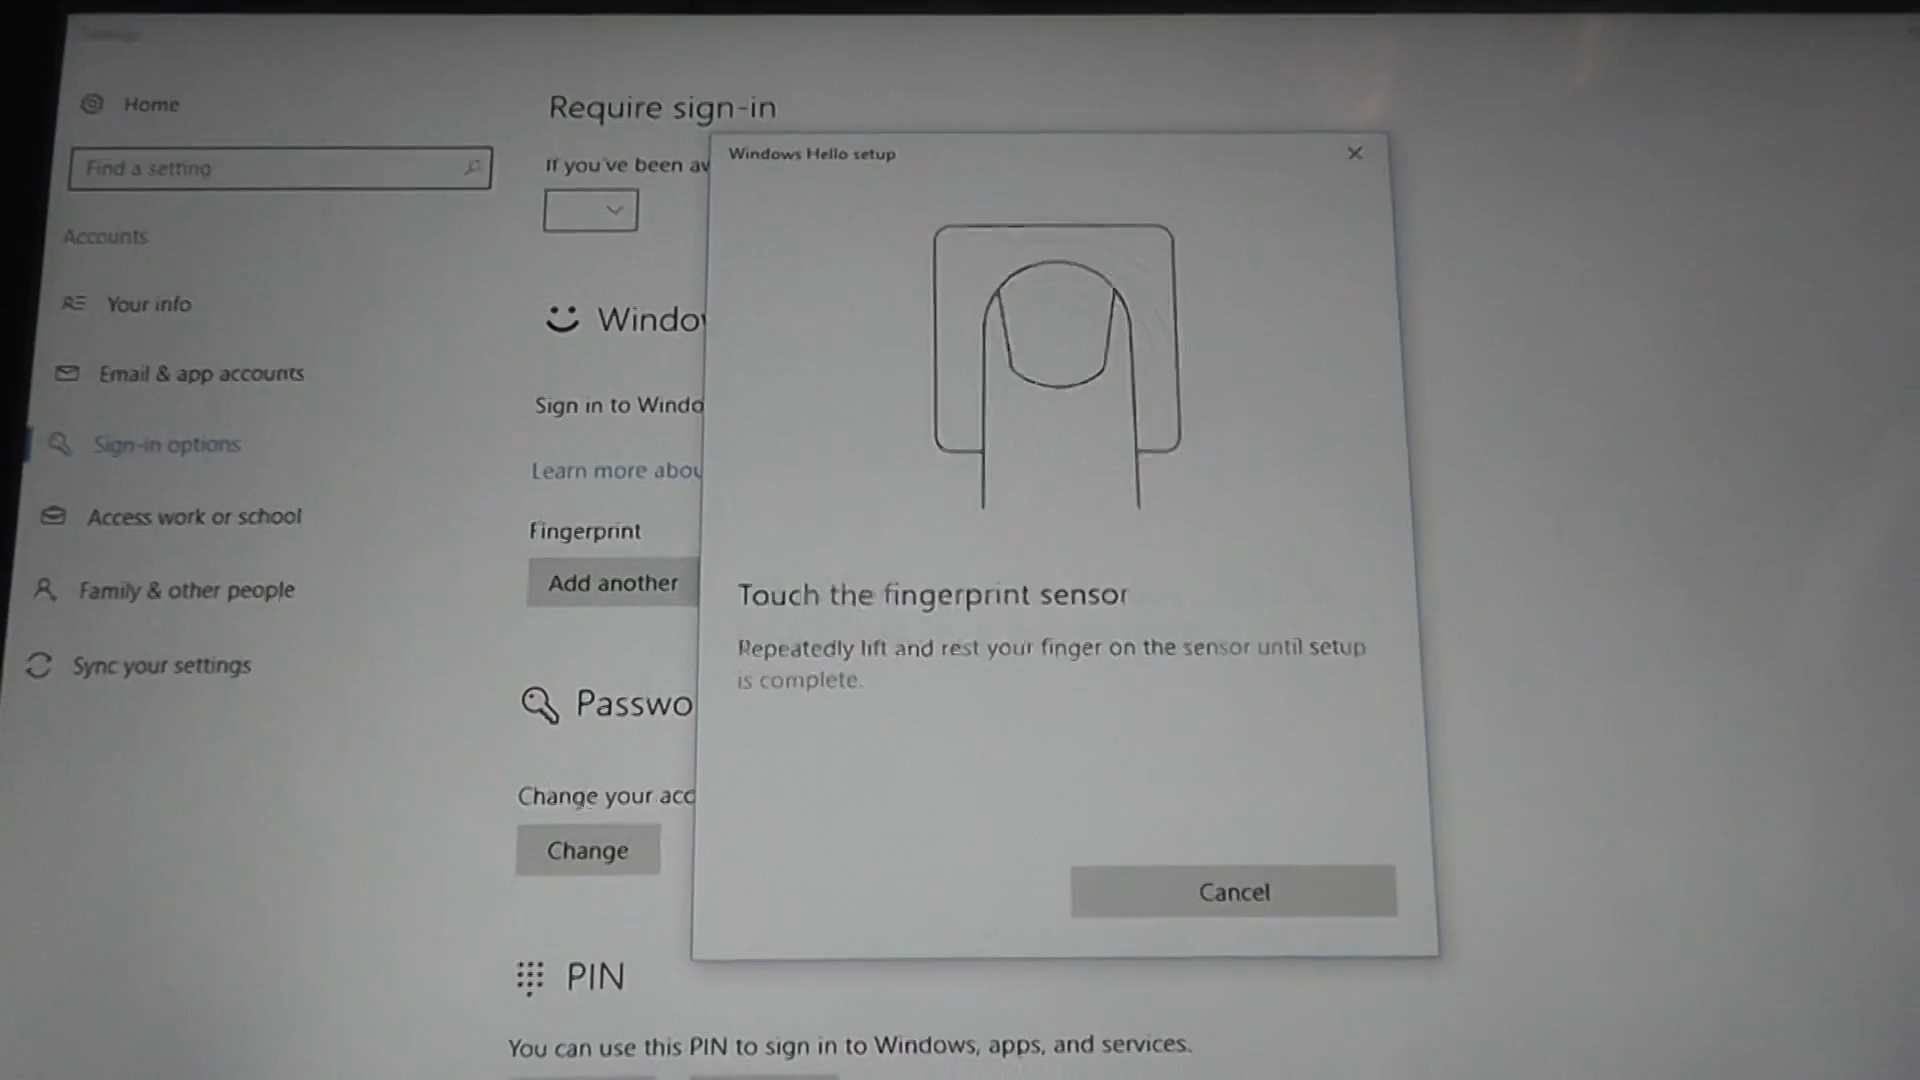 Home
Find a setting
Accounts
Your info
Email & app accounts
Sign-in options
Access work or school
Family & other people
Sync your settings
Require sign-in
If you've been av
Window
Sign in to Windo
Learn more abou
Fingerprint
Add another
Passwo
Change your acc
Change
PIN
You can use this PIN to sign in to Windows, apps, and services.
Windows Hello setup
Touch the fingerprint sensor
Repeatedly lift and rest your finger on the sensor until setup
is complete.
Cancel